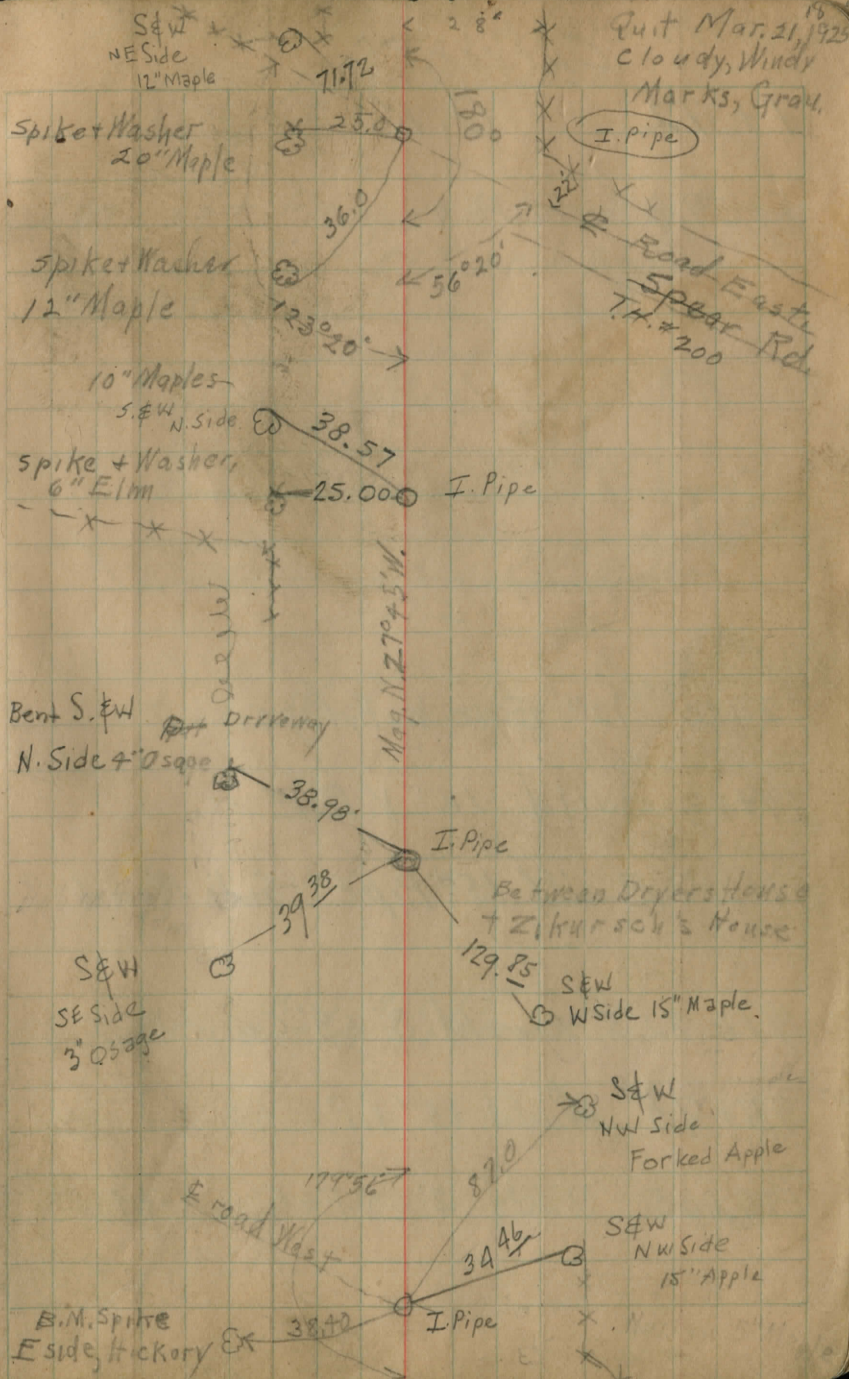 S&W
NE Side
12" Maple
71.72
Quit Mar. 21, 1925
18
Cloudy, Windy
Marks, Gray.
Spike + Washer
20" Maple
25.0
180°
I. Pipe
22'
36.0
Spike + Washer
12" Maple
56°20'
℄ Road East
Spear Rd.
T.H. #200
123°20'
10" Maples
S.&W. N. Side
38.57
Spike + Washer,
6" Elm
25.00
I. Pipe
Mag. N.27°45'W.
Bent S.&W
N. Side 4" Osage
Driveway
38.98
I. Pipe
39.38
Between Dryers House
+ Zikursch's House
129.85
S&W
SE Side
3" Osage
S&W
W Side 15" Maple.
S&W
NW Side
Forked Apple
82.0
179°56'
℄ road West
34.46
S&W
NW Side
15" Apple
I. Pipe
B.M. Spike
E side, Hickory
38.40